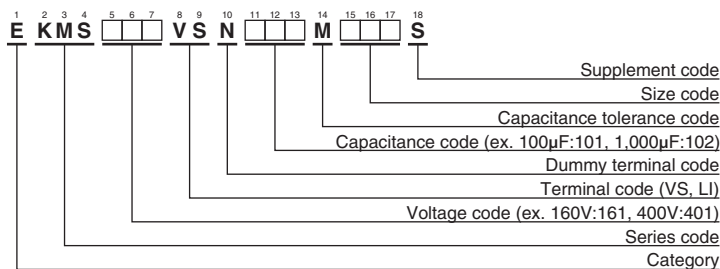 1 2 3 4 5 6 7 8 9 10 11 12 13 14 15 16 17 18
E K M S V S N M S
Supplement code
Size code
Capacitance tolerance code
Capacitance code (ex. 100µF:101, 1,000µF:102)
Dummy terminal code
Terminal code (VS, LI)
Voltage code (ex. 160V:161, 400V:401)
Series code
Category